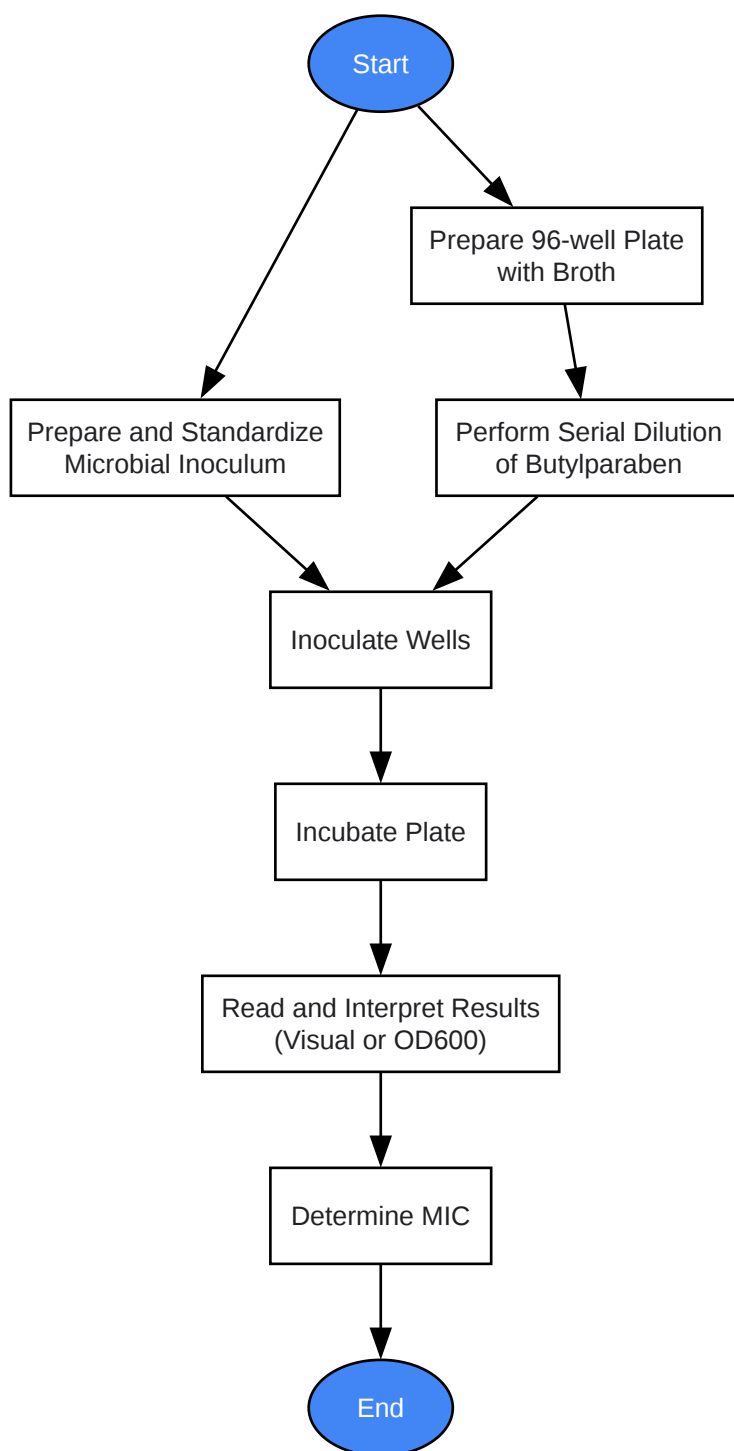 Start
Prepare 96-well Plate
with Broth
Prepare and Standardize
Microbial Inoculum
Perform Serial Dilution
of Butylparaben
Inoculate Wells
Incubate Plate
Read and Interpret Results
(Visual or OD600)
Determine MIC
End